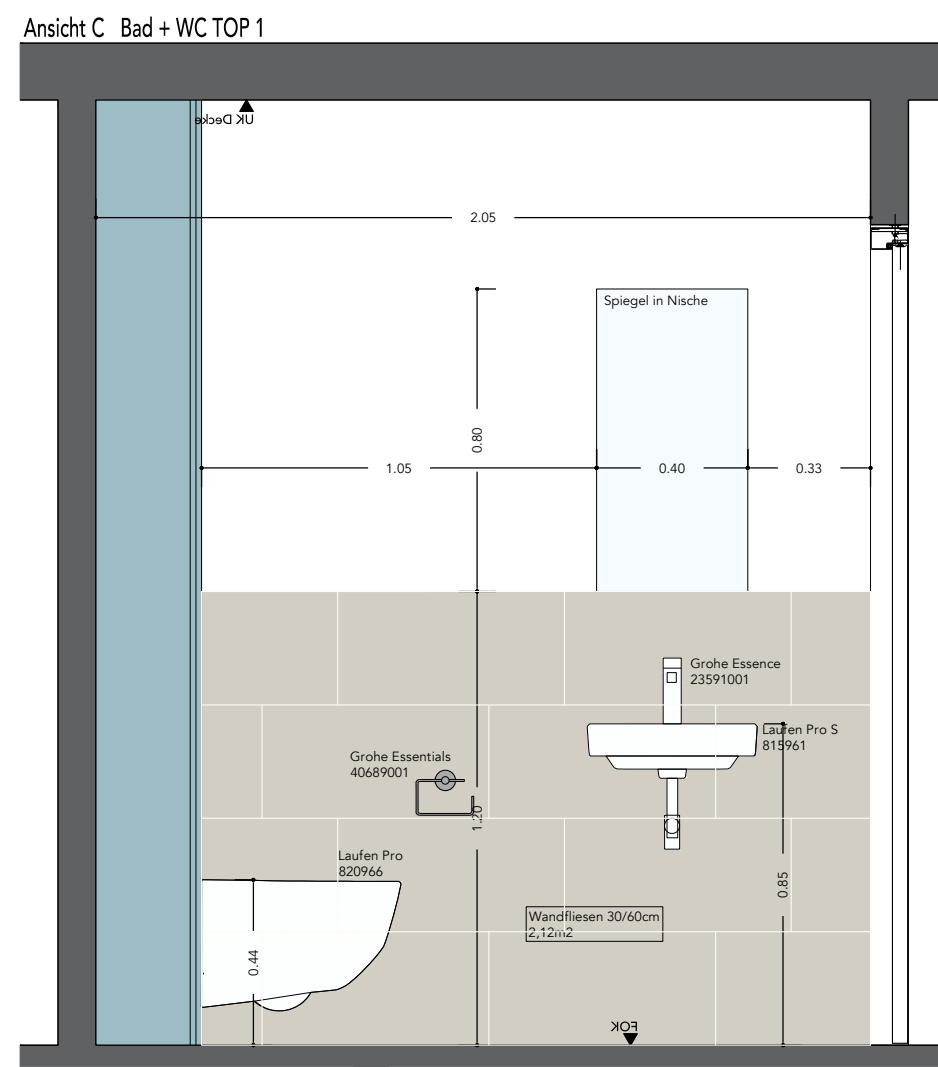 Ansicht C Bad + WC TOP 1
UK Decke
2.05
Spiegel in Nische
0.80
1.05
0.40
0.33
Grohe Essence
23591001
Laufen Pro S
815961
Grohe Essentials
40689001
1.20
Laufen Pro
820966
0.85
Wandfliesen 30/60cm
2,12m2
0.44
FOK